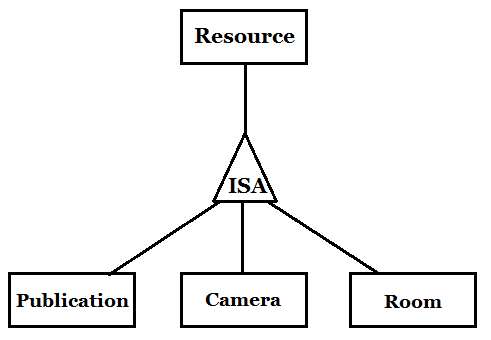 Resource
ISA
Publication
Camera
Room